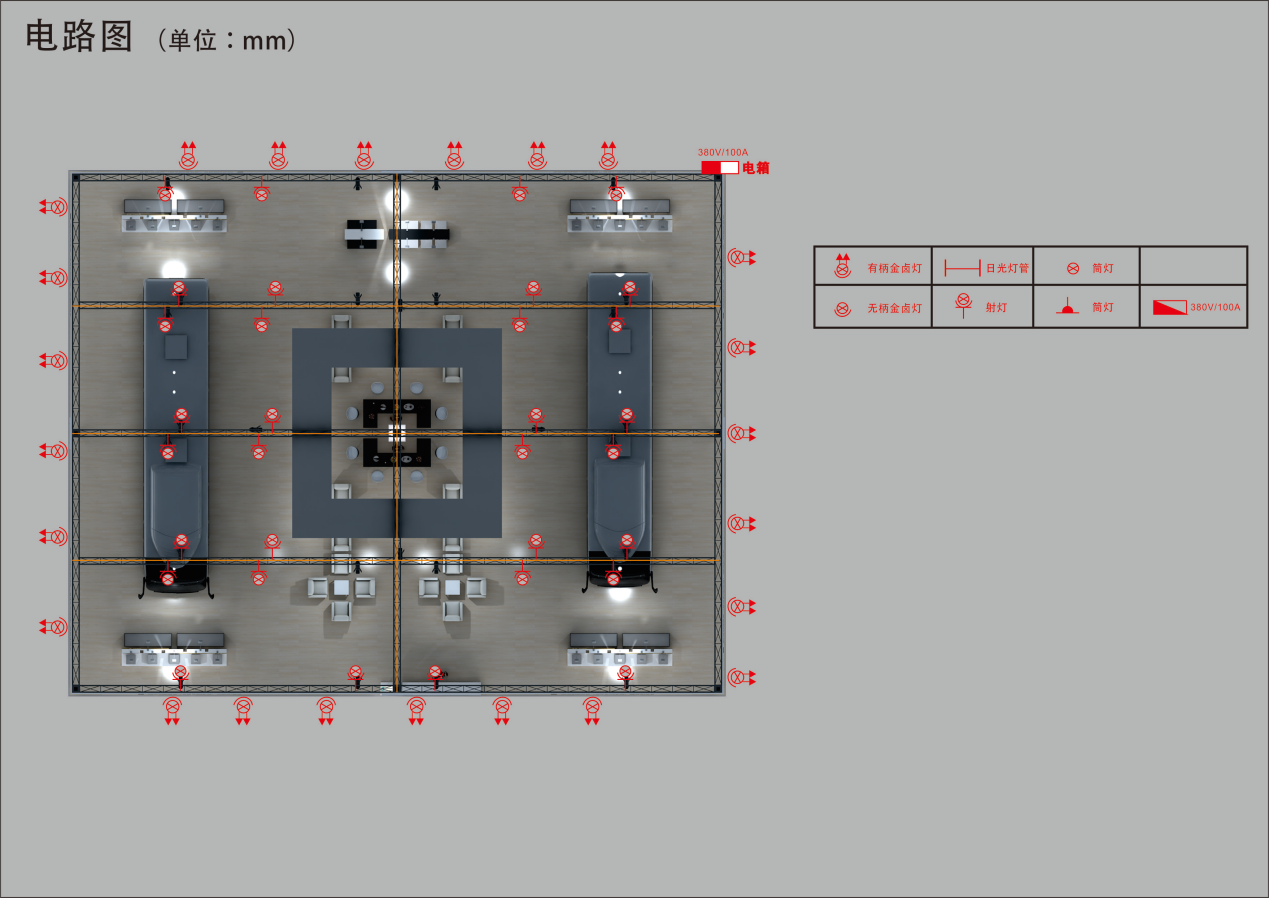 电路图 (单位：mm)
380V/100A
电箱
有柄金卤灯 日光灯管 筒灯
无柄金卤灯 射灯 筒灯 380V/100A